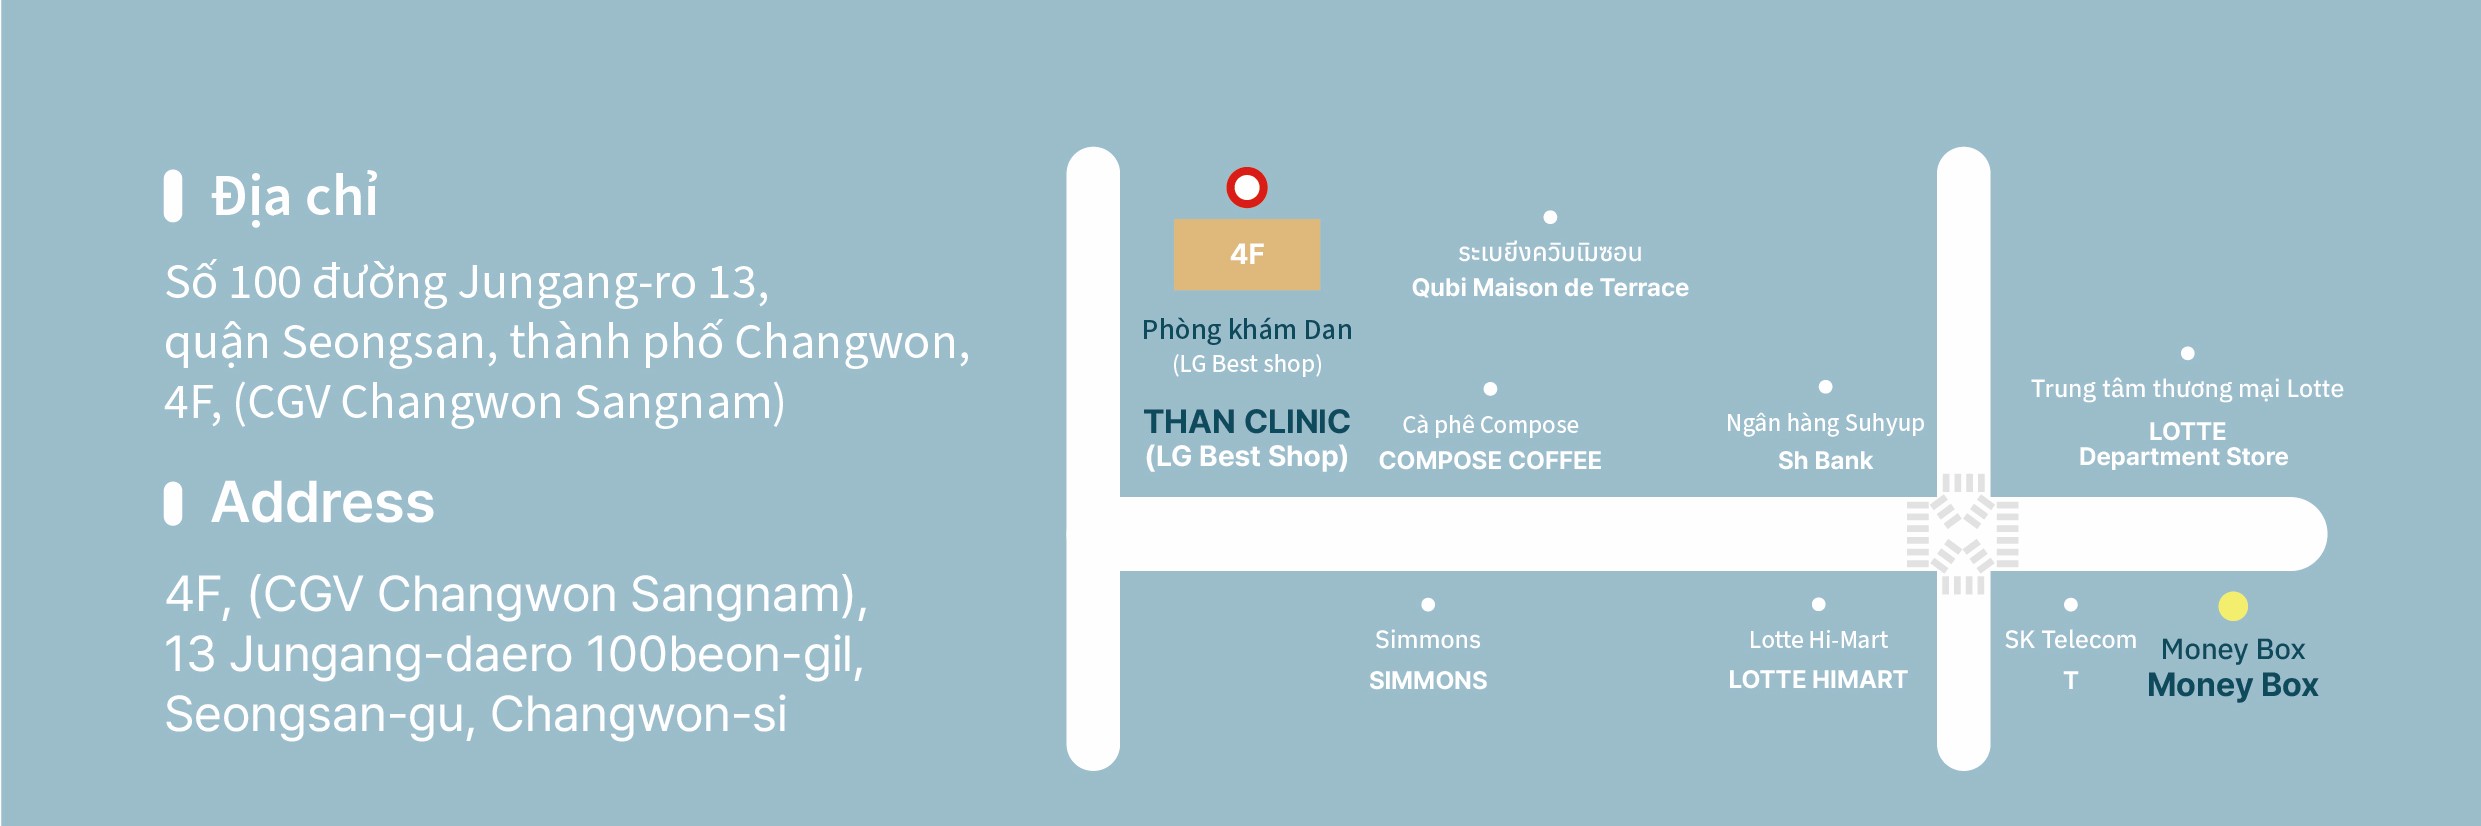 Địa chỉ
Số 100 đường Jungang-ro 13,
quận Seongsan, thành phố Changwon,
4F, (CGV Changwon Sangnam)
Address
4F, (CGV Changwon Sangnam),
13 Jungang-daero 100beon-gil,
Seongsan-gu, Changwon-si
4F
Phòng khám Dan
(LG Best shop)
THAN CLINIC
(LG Best Shop)
ระเบยีงควิบเมิซอน
Qubi Maison de Terrace
Cà phê Compose
COMPOSE COFFEE
Ngân hàng Suhyup
Sh Bank
Trung tâm thương mại Lotte
LOTTE
Department Store
Simmons
SIMMONS
Lotte Hi-Mart
LOTTE HIMART
SK Telecom
T
Money Box
Money Box